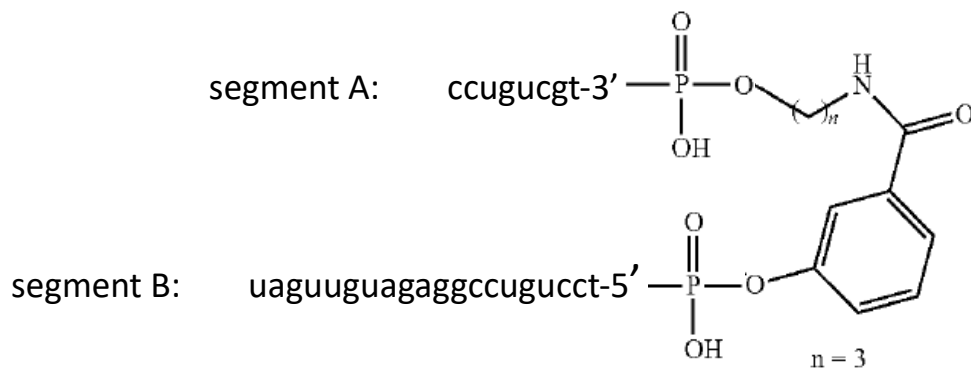 O
H
segment A: ccugucgt-3’ P O N
( )n O
OH
O
segment B: uaguuguagaggccugucct-5’ P O
OH
n = 3